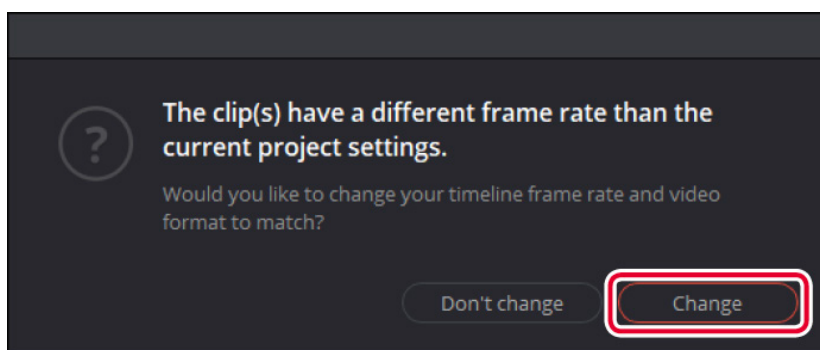 The clip(s) have a different frame rate than the
current project settings.
Would you like to change your timeline frame rate and video
format to match?
Don't change
Change
?